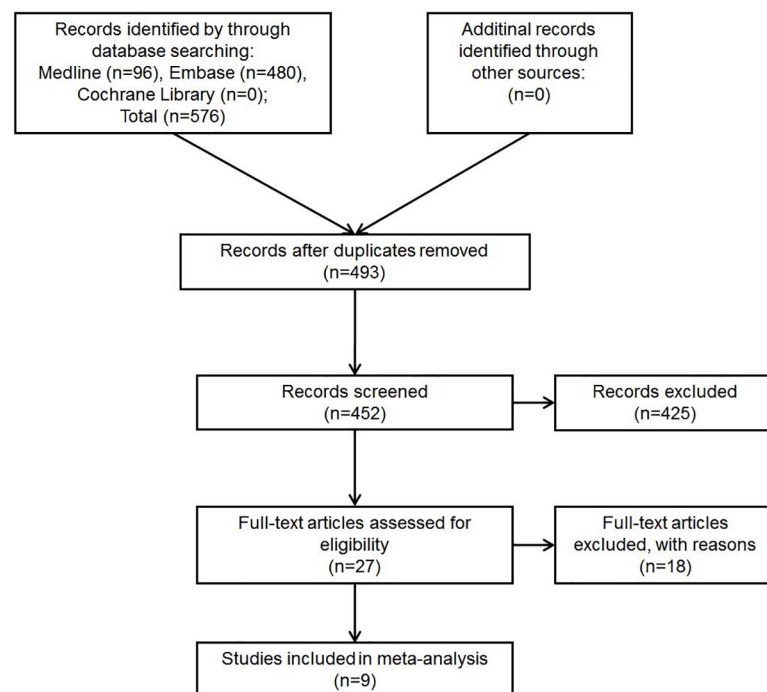 Records identified by through
database searching:
Medline (n=96), Embase (n=480),
Cochrane Library (n=0);
Total (n=576)
Additinal records
identified through
other sources:
(n=0)
Records after duplicates removed
(n=493)
Records screened
(n=452)
Records excluded
(n=425)
Full-text articles assessed for
eligibility
(n=27)
Full-text articles
excluded, with reasons
(n=18)
Studies included in meta-analysis
(n=9)